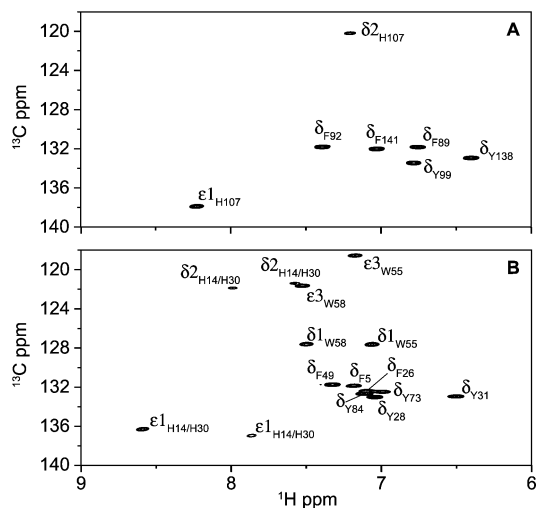 A
120
124
128
132
136
140
¹³C ppm
δ2H107
δF92
δF141
δF89
δY138
δY99
ε1H107
B
120
124
128
132
136
140
¹³C ppm
ε3W55
δ2H14/H30
δ2H14/H30
ε3W58
δ1W58
δ1W55
δF49
δF5
δF26
δY73
δY31
δY84
δY28
ε1H14/H30
ε1H14/H30
9 8 7 6
¹H ppm